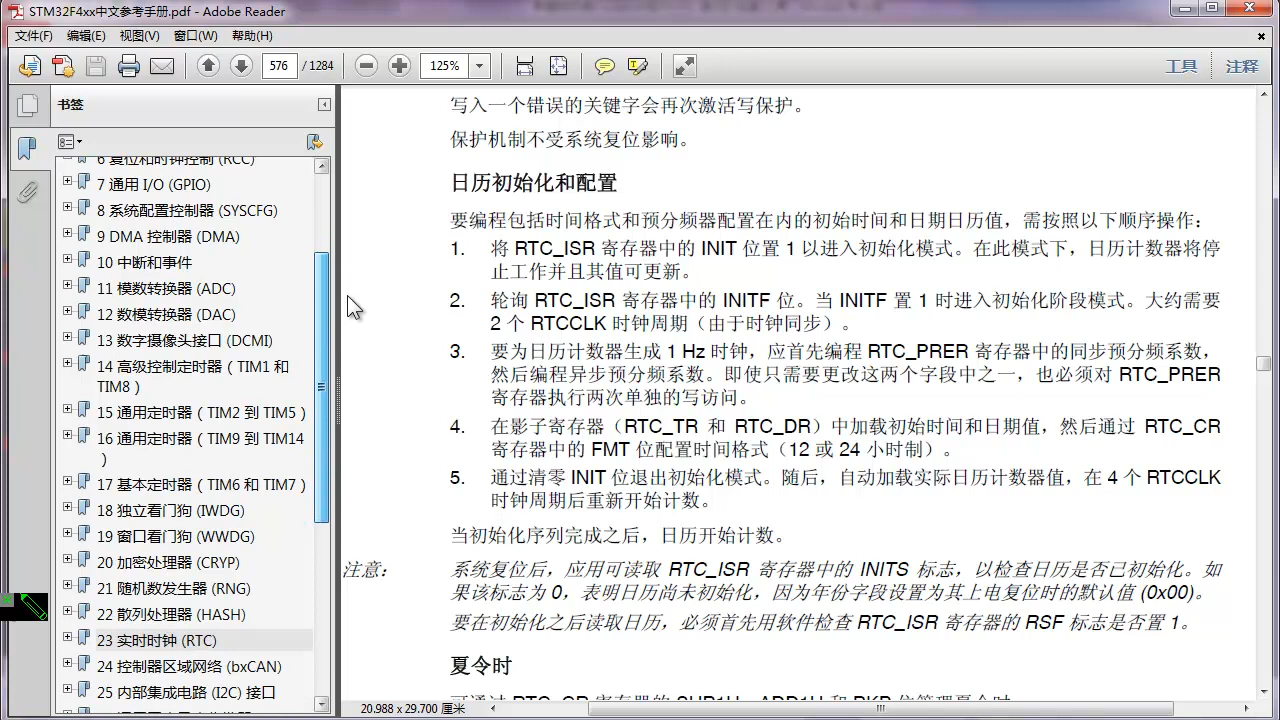 STM32F4xx中文参考手册.pdf - Adobe Reader
文件(F) 编辑(E) 视图(V) 窗口(W) 帮助(H)
576 / 1284 125% 工具 注释
书签
6 复位和时钟控制 (RCC)
7 通用 I/O (GPIO)
8 系统配置控制器 (SYSCFG)
9 DMA 控制器 (DMA)
10 中断和事件
11 模数转换器 (ADC)
12 数模转换器 (DAC)
13 数字摄像头接口 (DCMI)
14 高级控制定时器（TIM1 和
TIM8）
15 通用定时器（TIM2 到 TIM5）
16 通用定时器（TIM9 到 TIM14
）
17 基本定时器（TIM6 和 TIM7）
18 独立看门狗 (IWDG)
19 窗口看门狗 (WWDG)
20 加密处理器 (CRYP)
21 随机数发生器 (RNG)
22 散列处理器 (HASH)
23 实时时钟 (RTC)
24 控制器区域网络 (bxCAN)
25 内部集成电路 (I2C) 接口
写入一个错误的关键字会再次激活写保护。
保护机制不受系统复位影响。
日历初始化和配置
要编程包括时间格式和预分频器配置在内的初始时间和日期日历值，需按照以下顺序操作：
1. 将 RTC_ISR 寄存器中的 INIT 位置 1 以进入初始化模式。在此模式下，日历计数器将停
止工作并且其值可更新。
2. 轮询 RTC_ISR 寄存器中的 INITF 位。当 INITF 置 1 时进入初始化阶段模式。大约需要
2 个 RTCCLK 时钟周期（由于时钟同步）。
3. 要为日历计数器生成 1 Hz 时钟，应首先编程 RTC_PRER 寄存器中的同步预分频系数，
然后编程异步预分频系数。即使只需要更改这两个字段中之一，也必须对 RTC_PRER
寄存器执行两次单独的写访问。
4. 在影子寄存器（RTC_TR 和 RTC_DR）中加载初始时间和日期值，然后通过 RTC_CR
寄存器中的 FMT 位配置时间格式（12 或 24 小时制）。
5. 通过清零 INIT 位退出初始化模式。随后，自动加载实际日历计数器值，在 4 个 RTCCLK
时钟周期后重新开始计数。
当初始化序列完成之后，日历开始计数。
注意： 系统复位后，应用可读取 RTC_ISR 寄存器中的 INITS 标志，以检查日历是否已初始化。如
果该标志为 0，表明日历尚未初始化，因为年份字段设置为其上电复位时的默认值 (0x00)。
要在初始化之后读取日历，必须首先用软件检查 RTC_ISR 寄存器的 RSF 标志是否置 1。
夏令时
可通过 RTC_CR 寄存器的 SUB1H、ADD1H 和 BKP 位管理夏令时
20.988 x 29.700 厘米